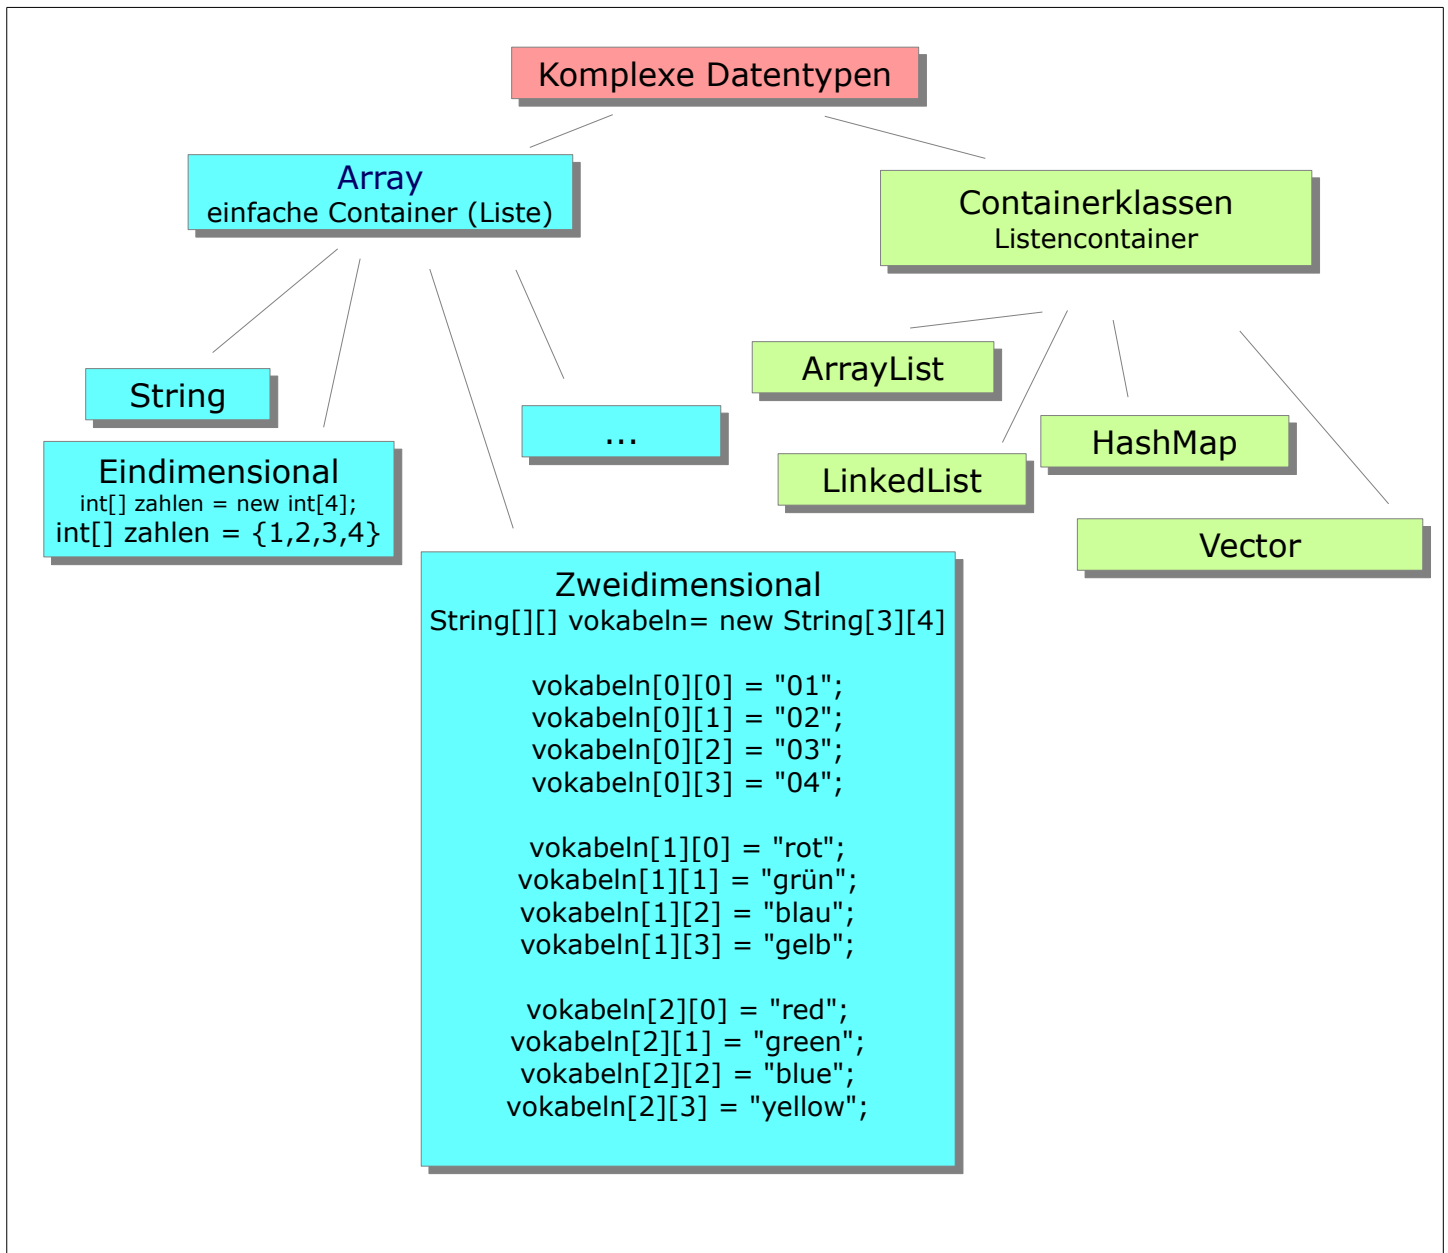 Komplexe Datentypen
Array
einfache Container (Liste)
Containerklassen
Listencontainer
String
Eindimensional
int[] zahlen = new int[4];
int[] zahlen = {1,2,3,4}
...
ArrayList
LinkedList
HashMap
Vector
Zweidimensional
String[][] vokabeln= new String[3][4]
vokabeln[0][0] = "01";
vokabeln[0][1] = "02";
vokabeln[0][2] = "03";
vokabeln[0][3] = "04";
vokabeln[1][0] = "rot";
vokabeln[1][1] = "grün";
vokabeln[1][2] = "blau";
vokabeln[1][3] = "gelb";
vokabeln[2][0] = "red";
vokabeln[2][1] = "green";
vokabeln[2][2] = "blue";
vokabeln[2][3] = "yellow";